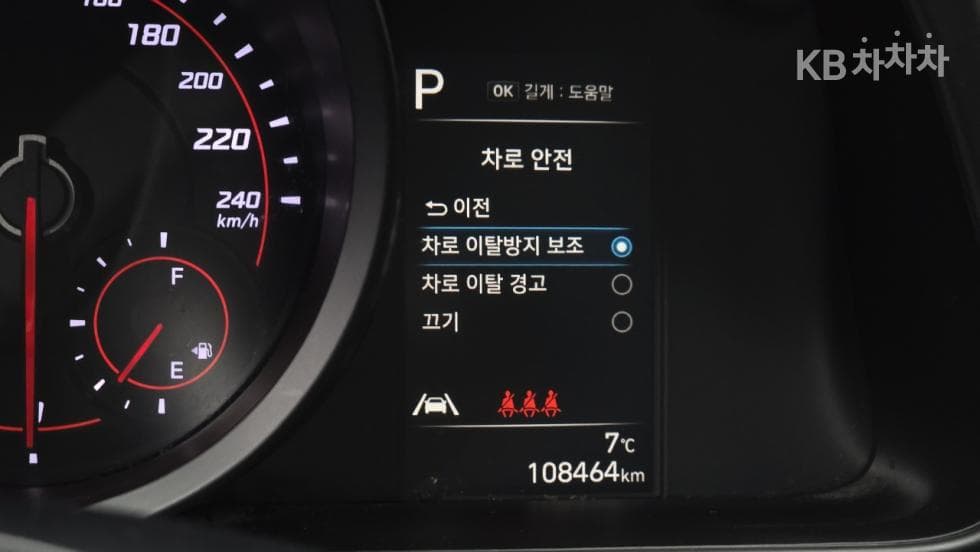 180
200
220
240
km/h
F
E
KB차차차
P
OK 길게 : 도움말
차로 안전
이전
차로 이탈방지 보조
차로 이탈 경고
끄기
7℃
108464km